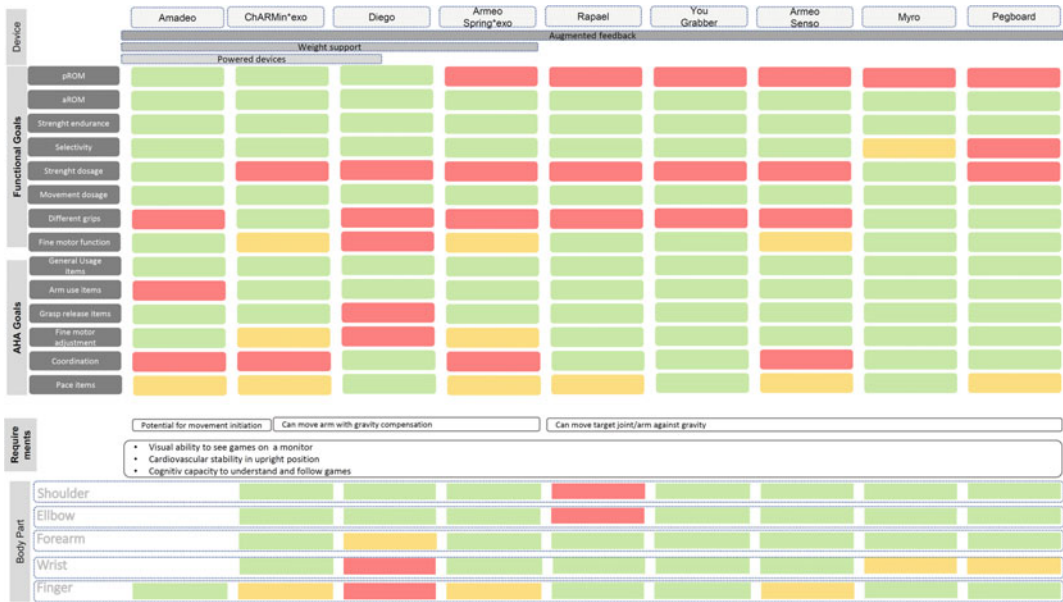 Device
Amadeo
ChARMin*exo
Diego
Armeo
Spring*exo
Rapael
You
Grabber
Armeo
Senso
Myro
Pegboard
Augmented feedback
Weight support
Powered devices
Functional Goals
pROM
aROM
Strenght endurance
Selectivity
Strenght dosage
Movement dosage
Different grips
Fine motor function
AHA Goals
General Usage
items
Arm use items
Grasp release items
Fine motor
adjustment
Coordination
Pace items
Require
ments
Potential for movement initiation
Can move arm with gravity compensation
Can move target joint/arm against gravity
• Visual ability to see games on a monitor
• Cardiovascular stability in upright position
• Cognitiv capacity to understand and follow games
Body Part
Shoulder
Ellbow
Forearm
Wrist
Finger